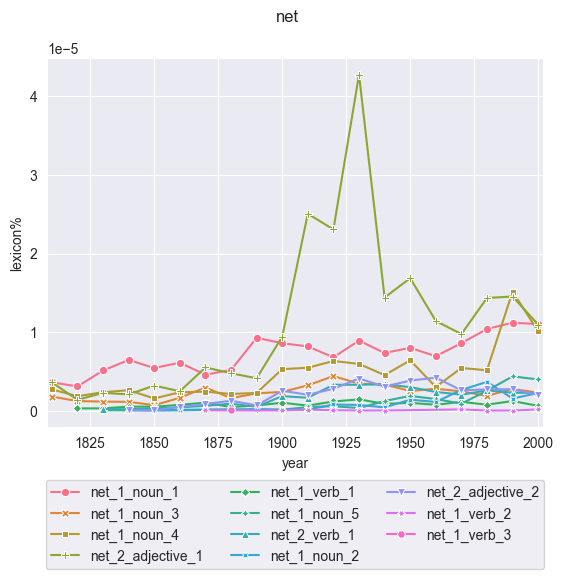 net
1e−5
4
3
2
1
0
lexicon%
1825 1850 1875 1900 1925 1950 1975 2000
year
net_1_noun_1 net_1_verb_1 net_2_adjective_2
net_1_noun_3 net_1_noun_5 net_1_verb_2
net_1_noun_4 net_2_verb_1 net_1_verb_3
net_2_adjective_1 net_1_noun_2